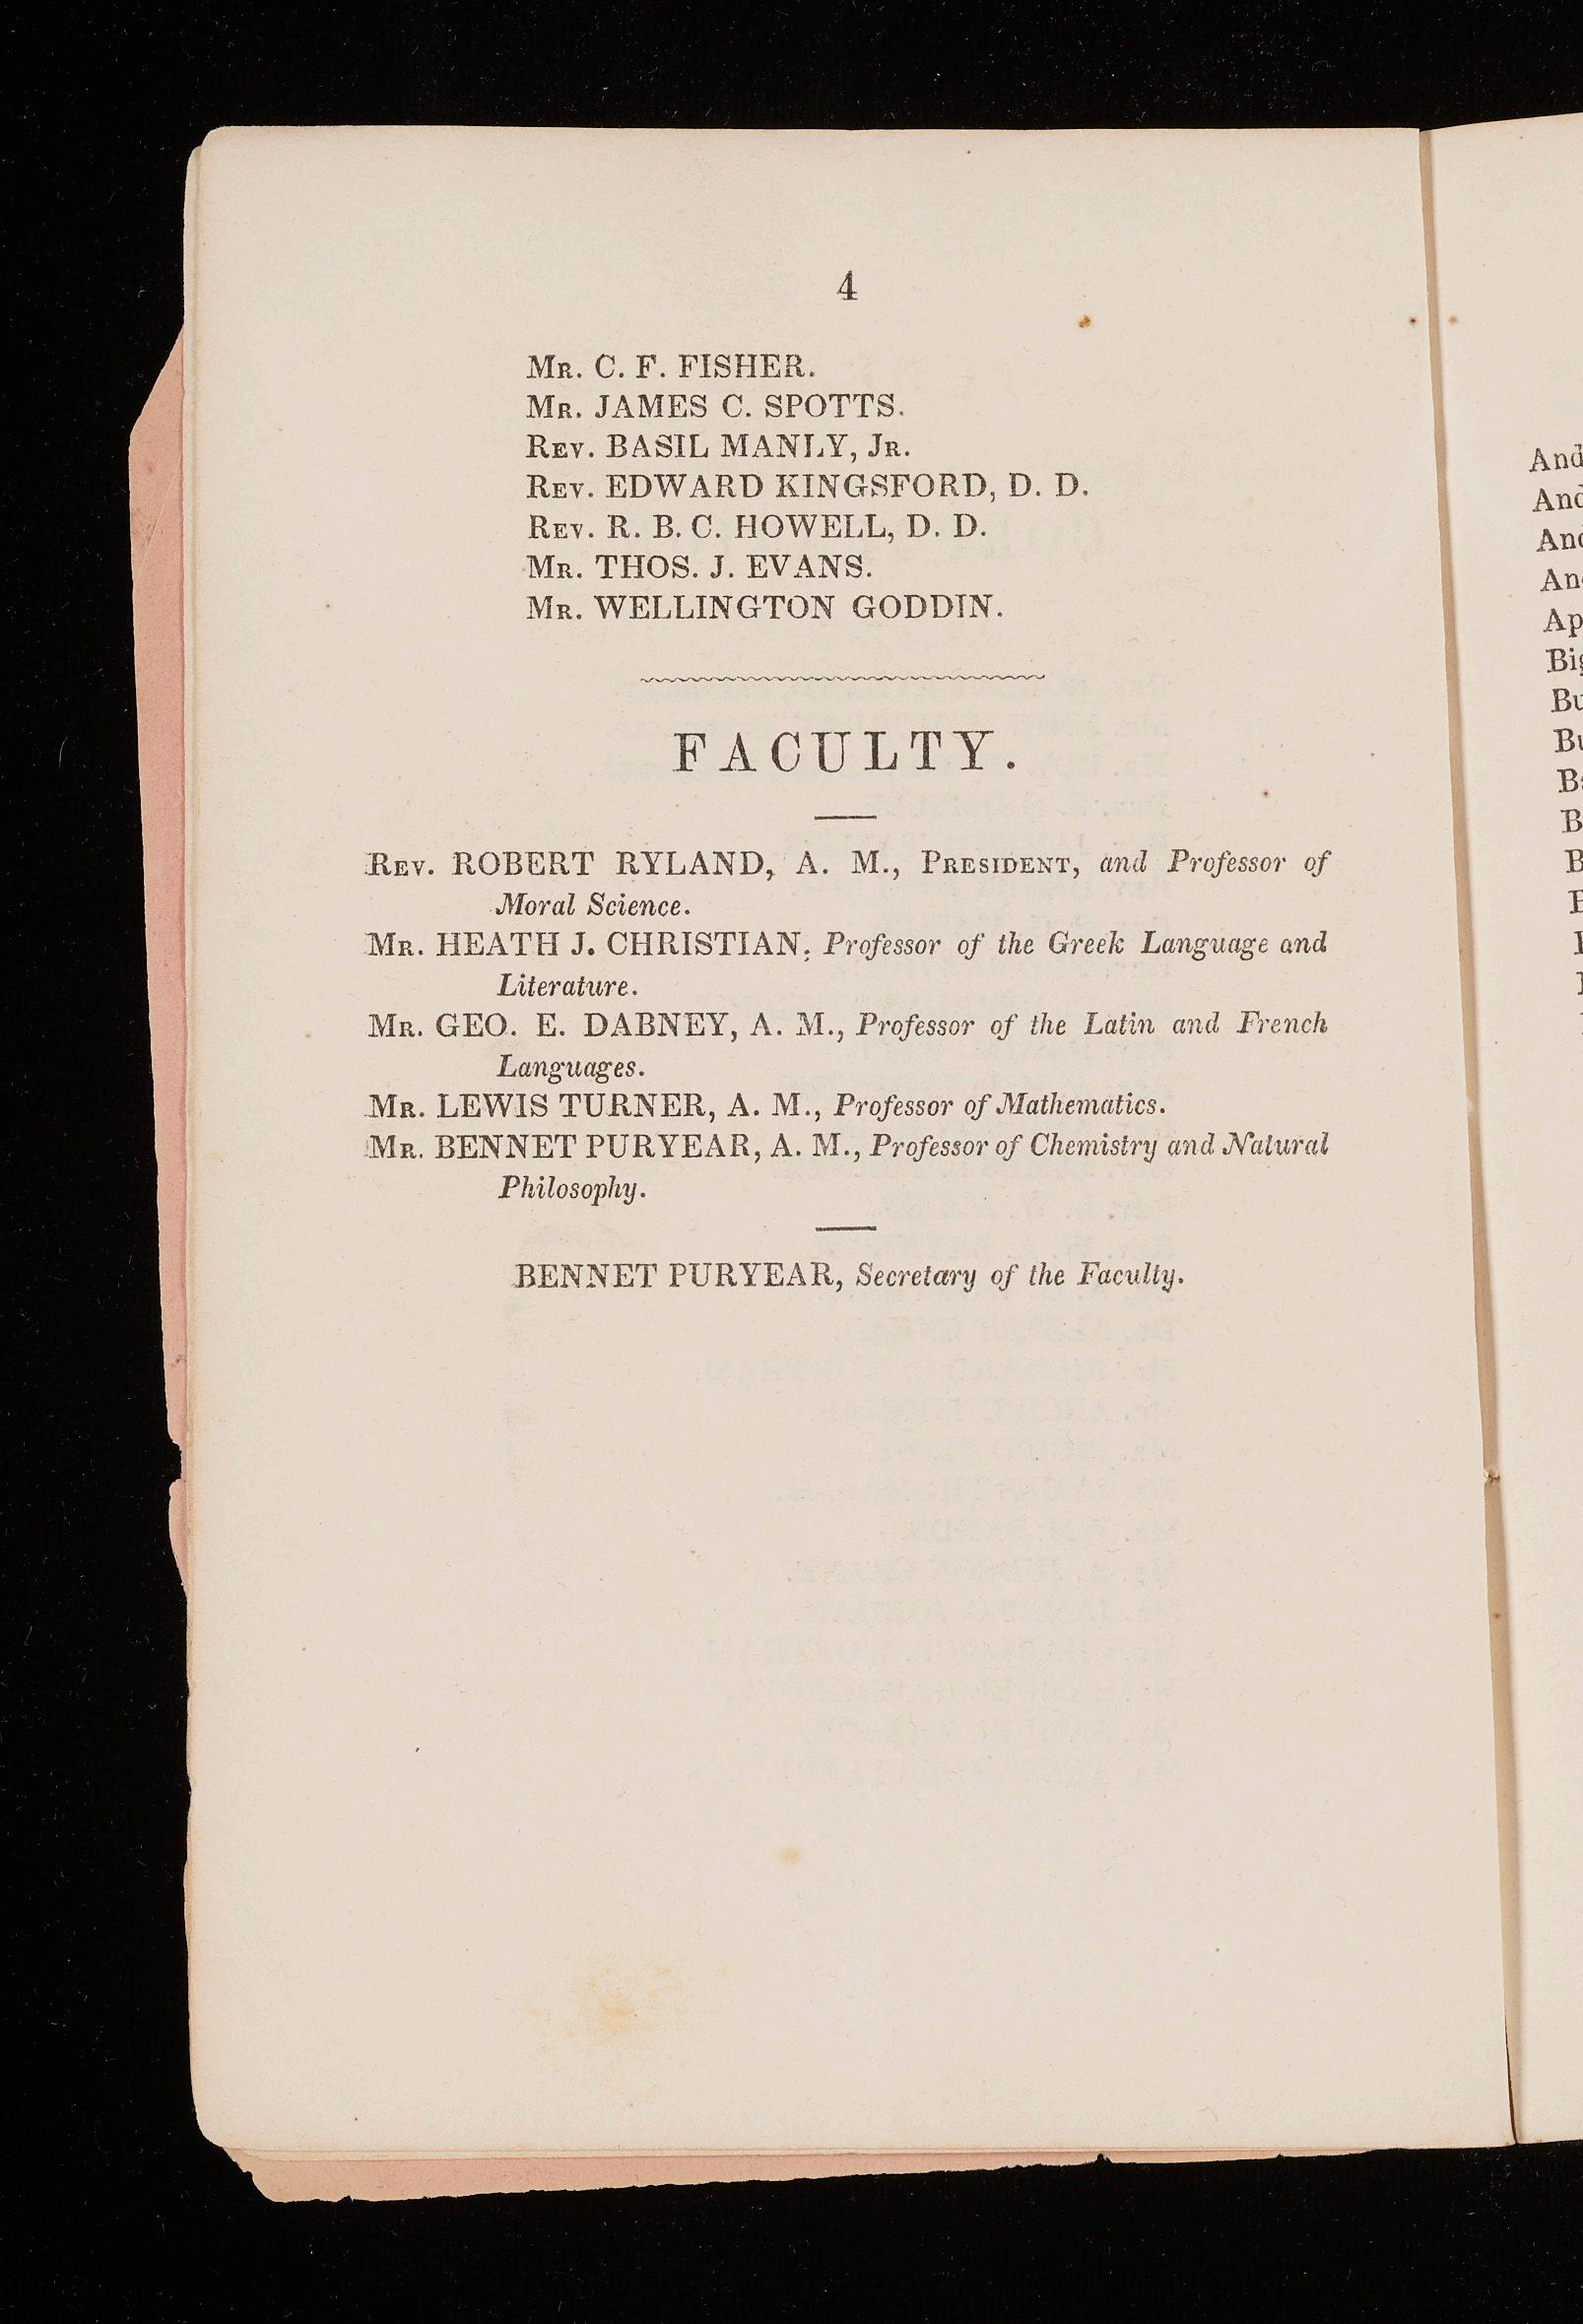 4
MR. C. F. FISHER.
MR. JAMES C. SPOTTS.
REV. BASIL MANLY, JR.
REV. EDWARD KINGSFORD, D. D.
REV. R. B. C. HOWELL, D. D.
MR. THOS. J. EVANS.
MR. WELLINGTON GODDIN.
FACULTY.
REV. ROBERT RYLAND, A. M., PRESIDENT, and Professor of
Moral Science.
MR. HEATH J. CHRISTIAN, Professor of the Greek Language and
Literature.
MR. GEO. E. DABNEY, A. M., Professor of the Latin and French
Languages.
MR. LEWIS TURNER, A. M., Professor of Mathematics.
MR. BENNET PURYEAR, A. M., Professor of Chemistry and Natural
Philosophy.
BENNET PURYEAR, Secretary of the Faculty.